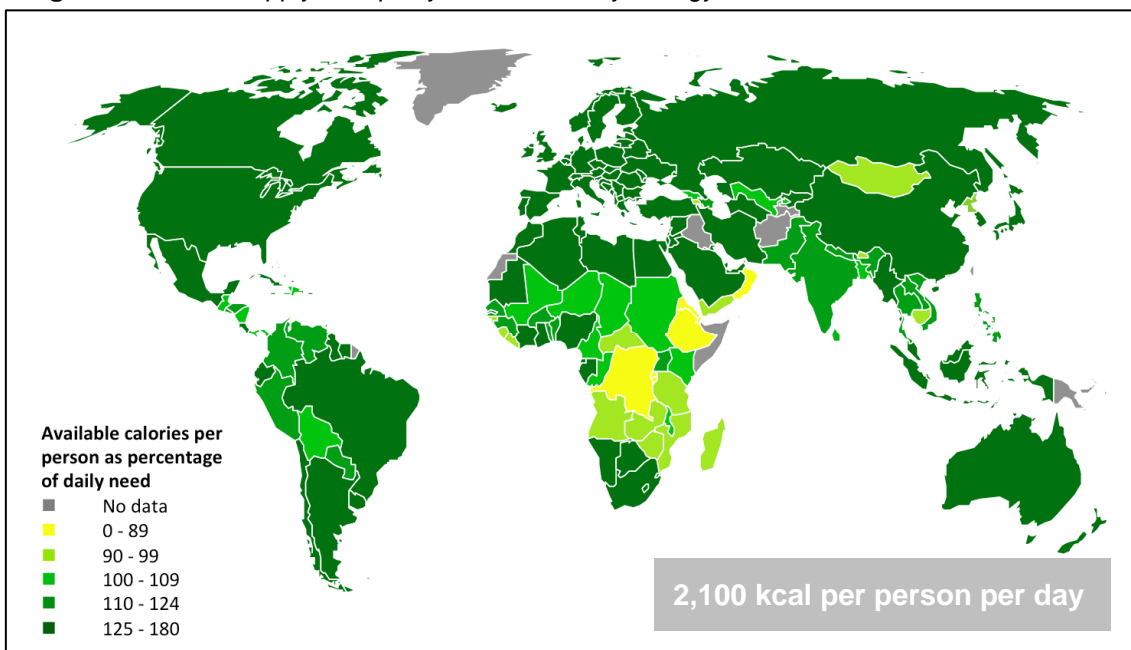 Available calories per
person as percentage
of daily need
No data
0 - 89
90 - 99
100 - 109
110 - 124
125 - 180
2,100 kcal per person per day